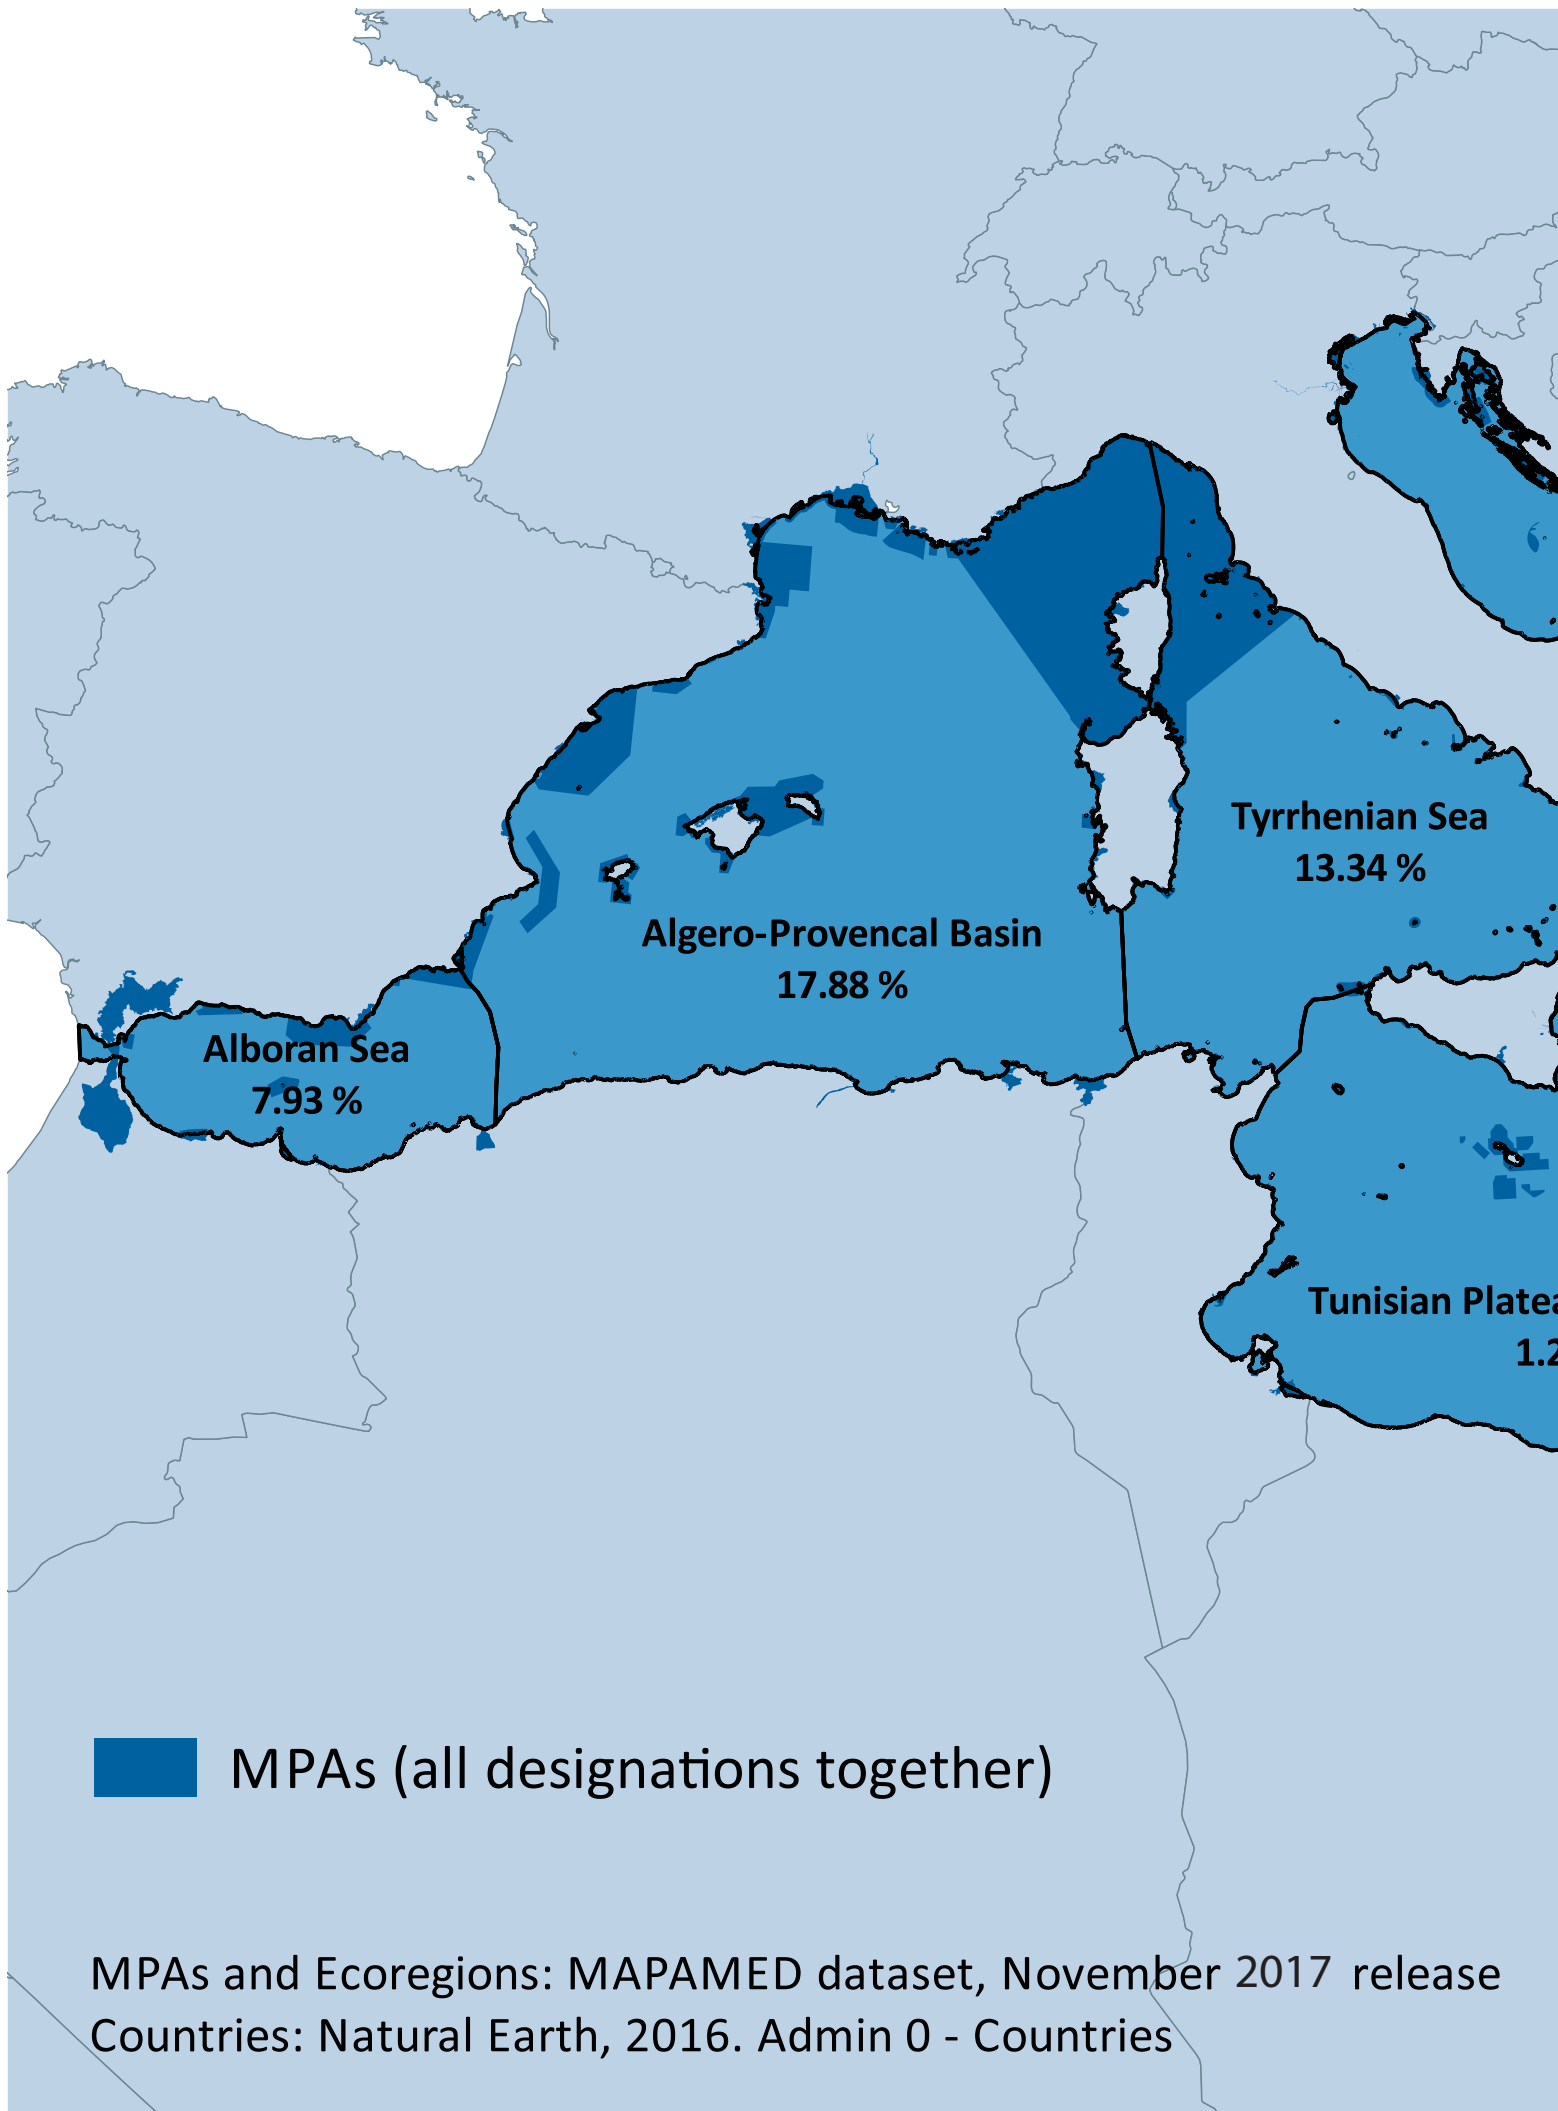 Tyrrhenian Sea
13.34 %
Algero-Provencal Basin
17.88 %
Alboran Sea
7.93 %
Tunisian
MPAs (all designations together)
MPAs and Ecoregions: MAPAMED dataset, November 2017 release
Countries: Natural Earth, 2016. Admin 0 - Countries